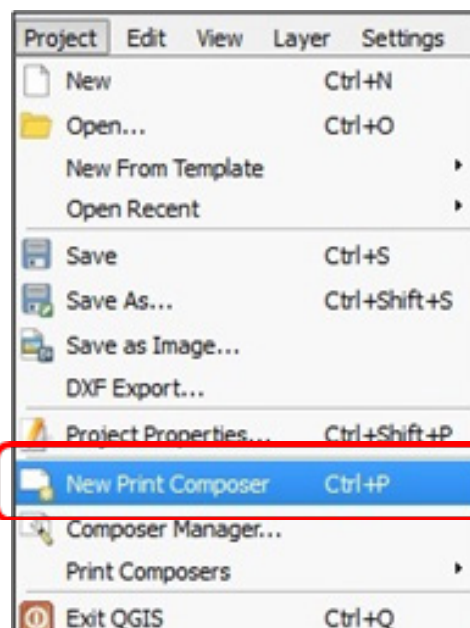 Project Edit View Layer Settings
New Ctrl+N
Open... Ctrl+O
New From Template
Open Recent
Save Ctrl+S
Save As... Ctrl+Shift+S
Save as Image...
DXF Export...
Project Properties... Ctrl+Shift+P
New Print Composer Ctrl+P
Composer Manager...
Print Composers
Exit QGIS Ctrl+Q